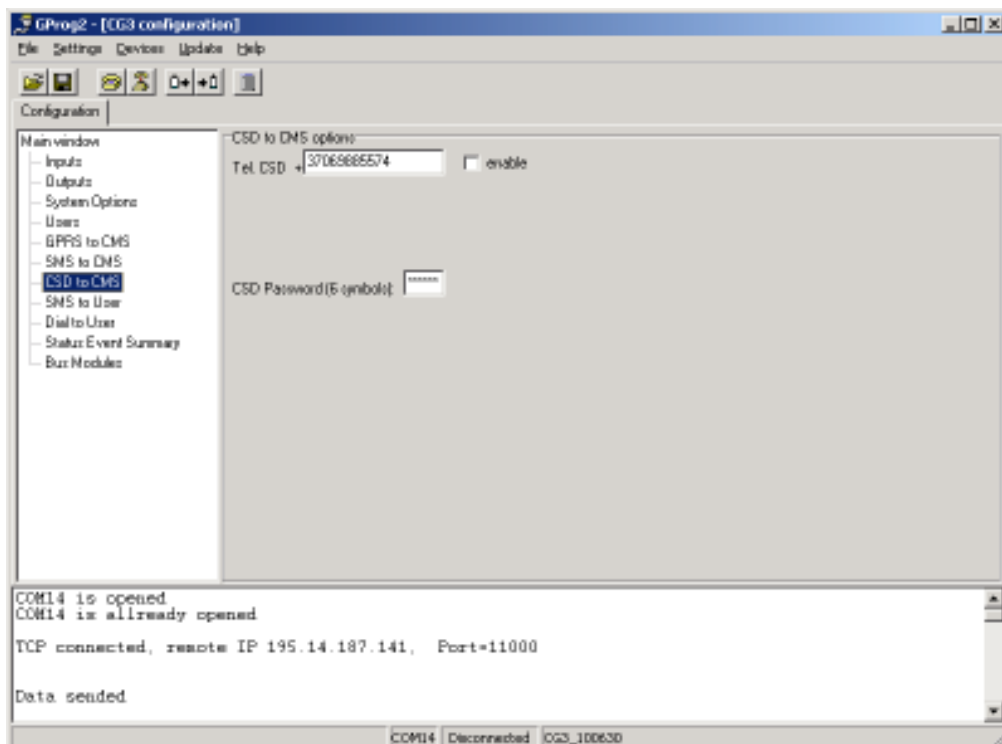 GProg2 - [CG3 configuration]
File Settings Devices Update Help
Configuration
Main window
Inputs
Outputs
System Options
Users
GPRS to CMS
SMS to CMS
CSD to CMS
SMS to User
Dial to User
Status Event Summary
Bus Modules
CSD to CMS options
Tel. CSD +37069885574 enable
CSD Password(6 symbols): ******
COM14 is opened
COM14 is allready opened
TCP connected, remote IP 195.14.187.141, Port=11000
Data sended
COM14 Disconnected CG3_100630